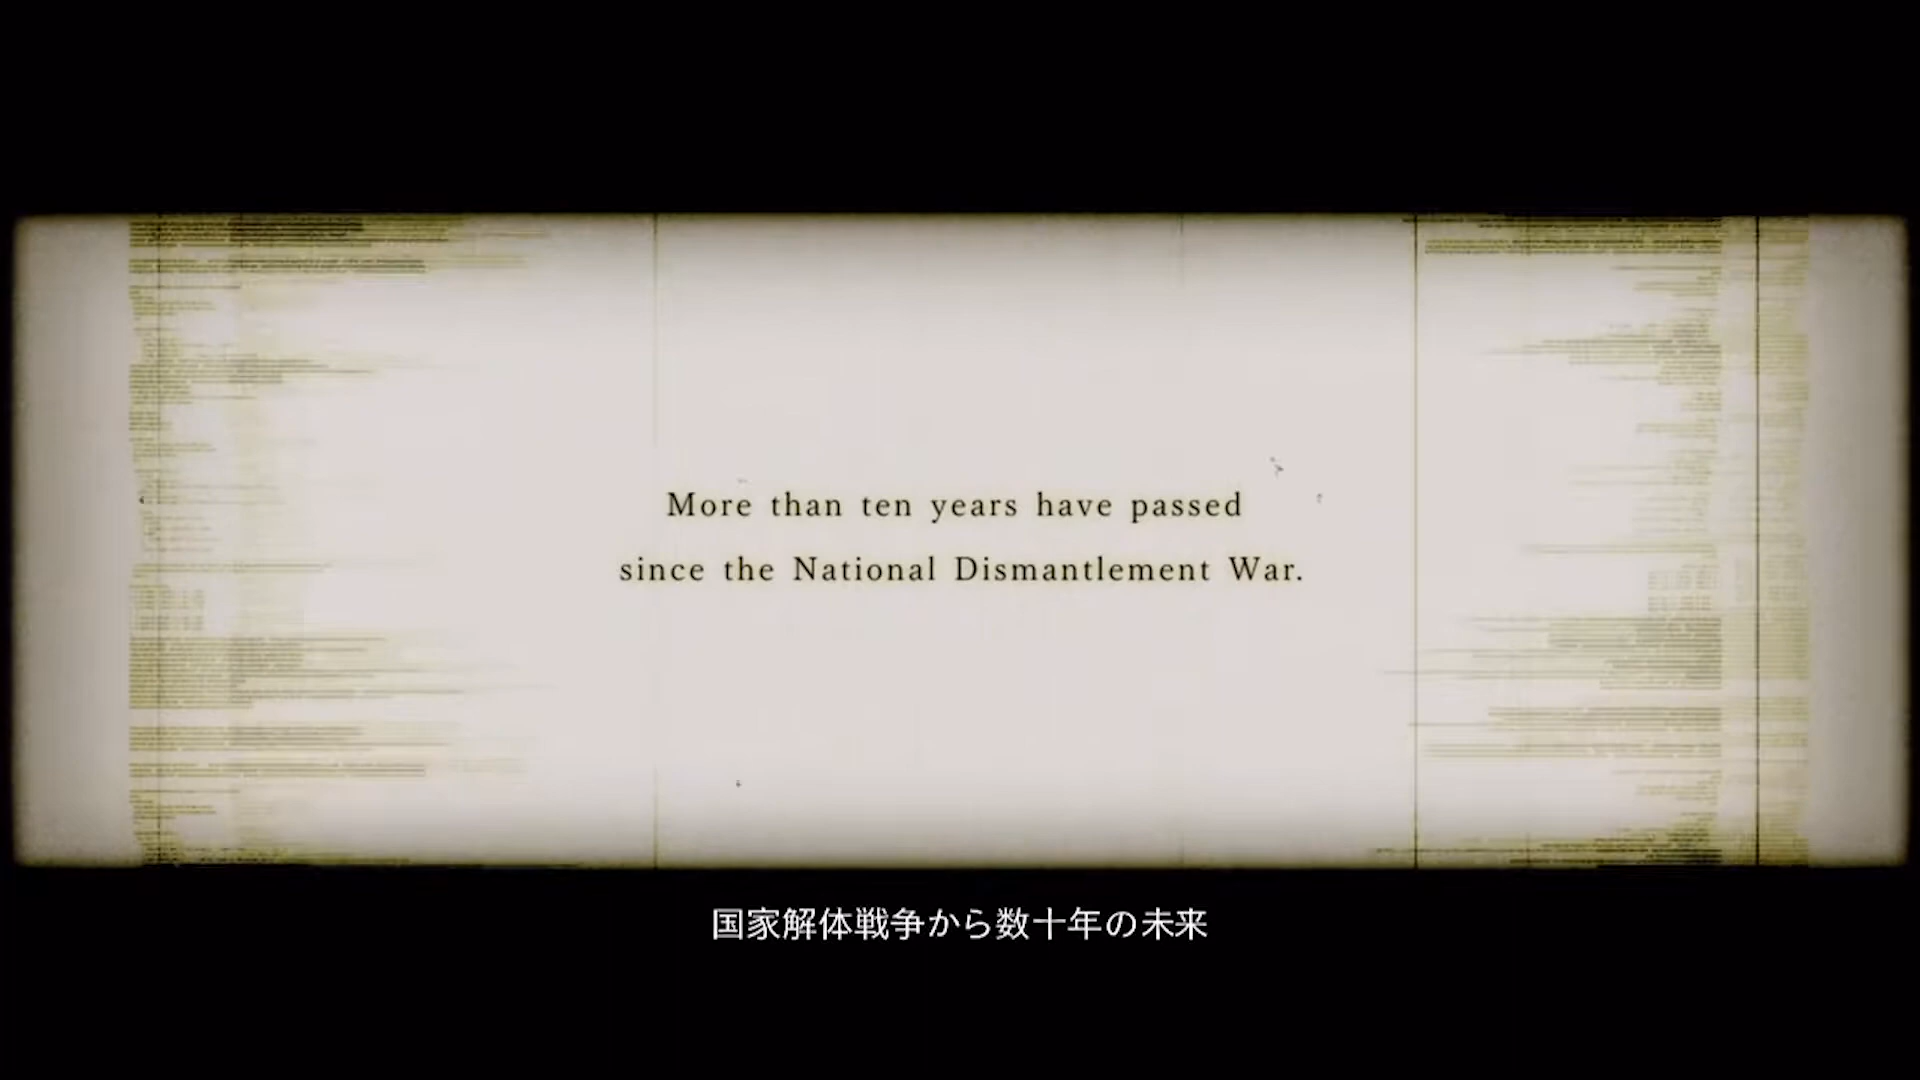 More than ten years have passed
since the National Dismantlement War.
国家解体戦争から数十年の未来